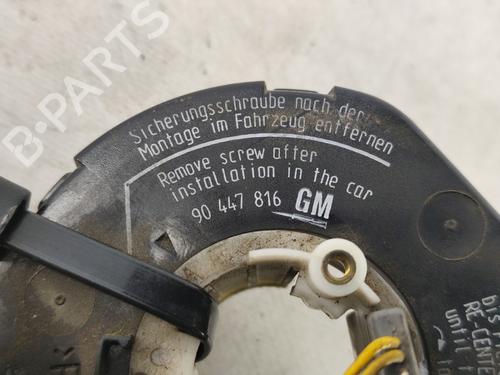 Sicherungsschraube nach der
Montage im Fahrzeug entfernen
Remove screw after
installation in the car
90 447 816 GM
RE-CENTE
until t
B-PARTS